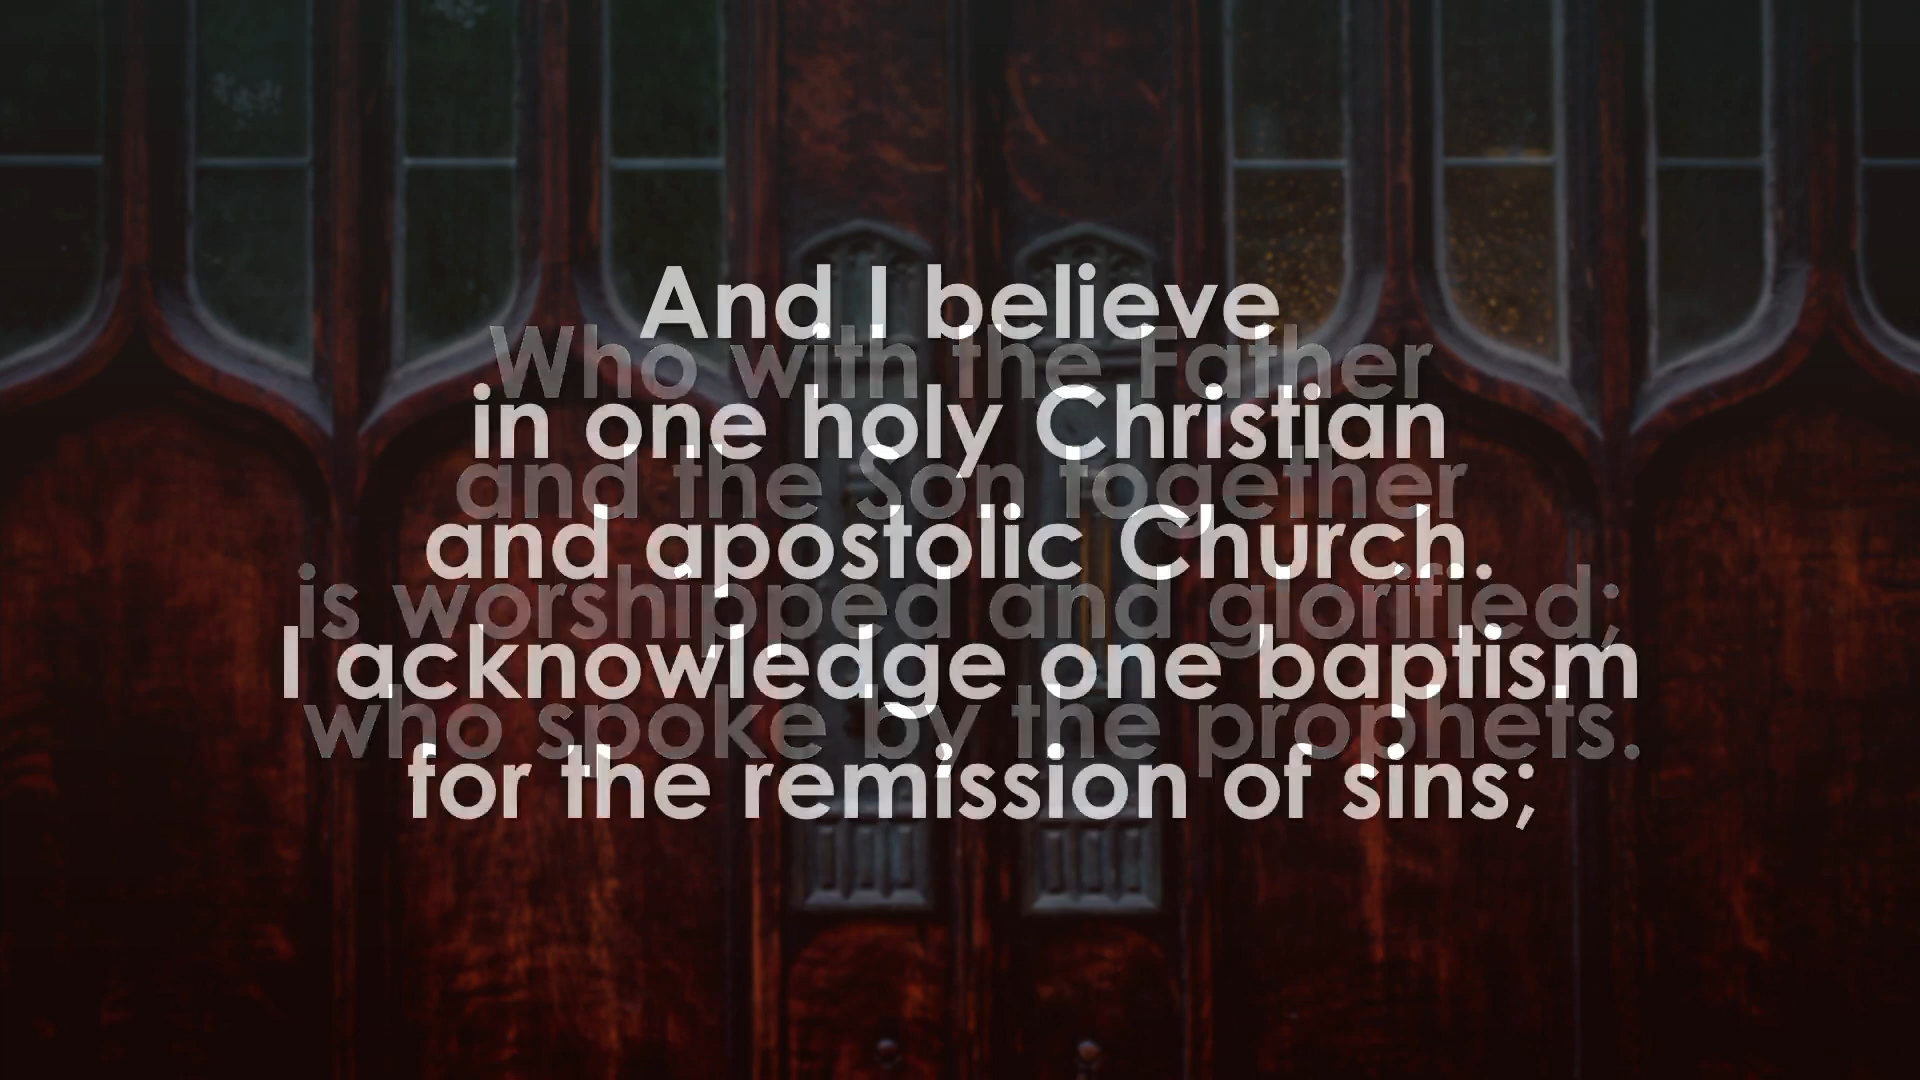 And I believe
in one holy Christian
and apostolic Church.
I acknowledge one baptism
for the remission of sins;
Who with the Father
and the Son together
is worshipped and glorified;
who spoke by the prophets.